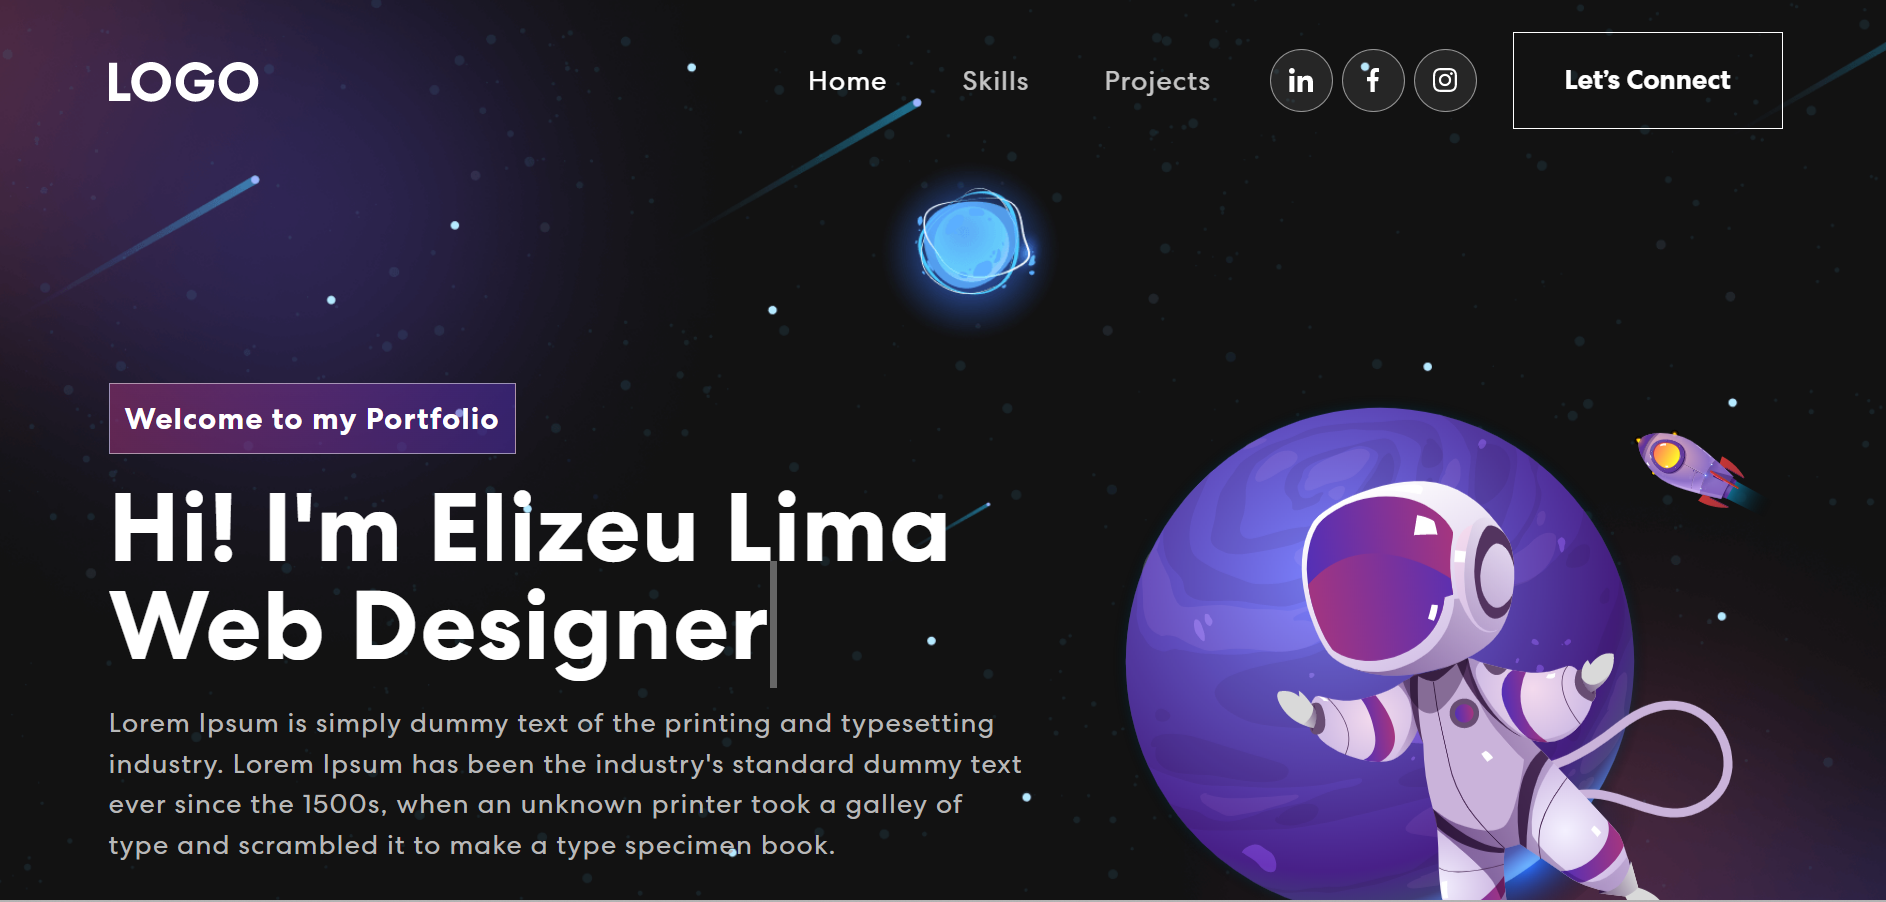 LOGO
Home
Skills
Projects
in
f
Let's Connect
Welcome to my Portfolio
Hi! I'm Elizeu Lima
Web Designer
Lorem Ipsum is simply dummy text of the printing and typesetting
industry. Lorem Ipsum has been the industry's standard dummy text
ever since the 1500s, when an unknown printer took a galley of
type and scrambled it to make a type specimen book.